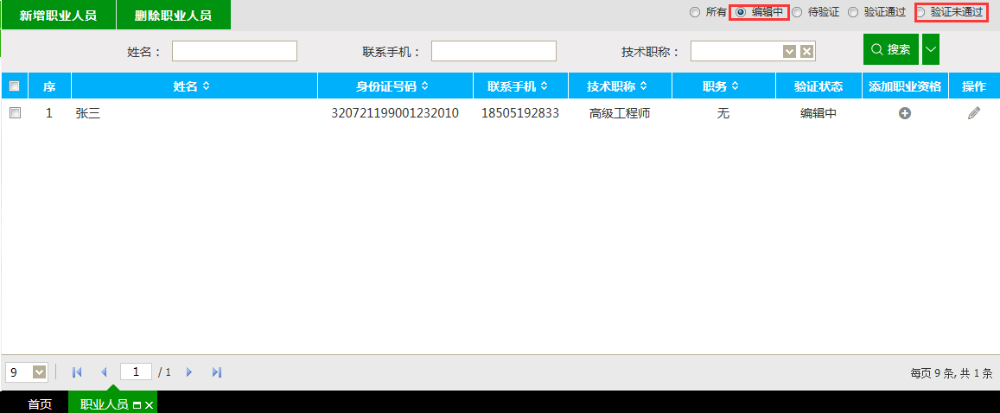 新增职业人员 删除职业人员 所有 编辑中 待验证 验证通过 验证未通过
姓名： 联系手机： 技术职称： 搜索
序 姓名 身份证号码 联系手机 技术职称 职务 验证状态 添加职业资格 操作
1 张三 320721199001232010 18505192833 高级工程师 无 编辑中
9 1 / 1 每页 9 条, 共 1 条
首页 职业人员